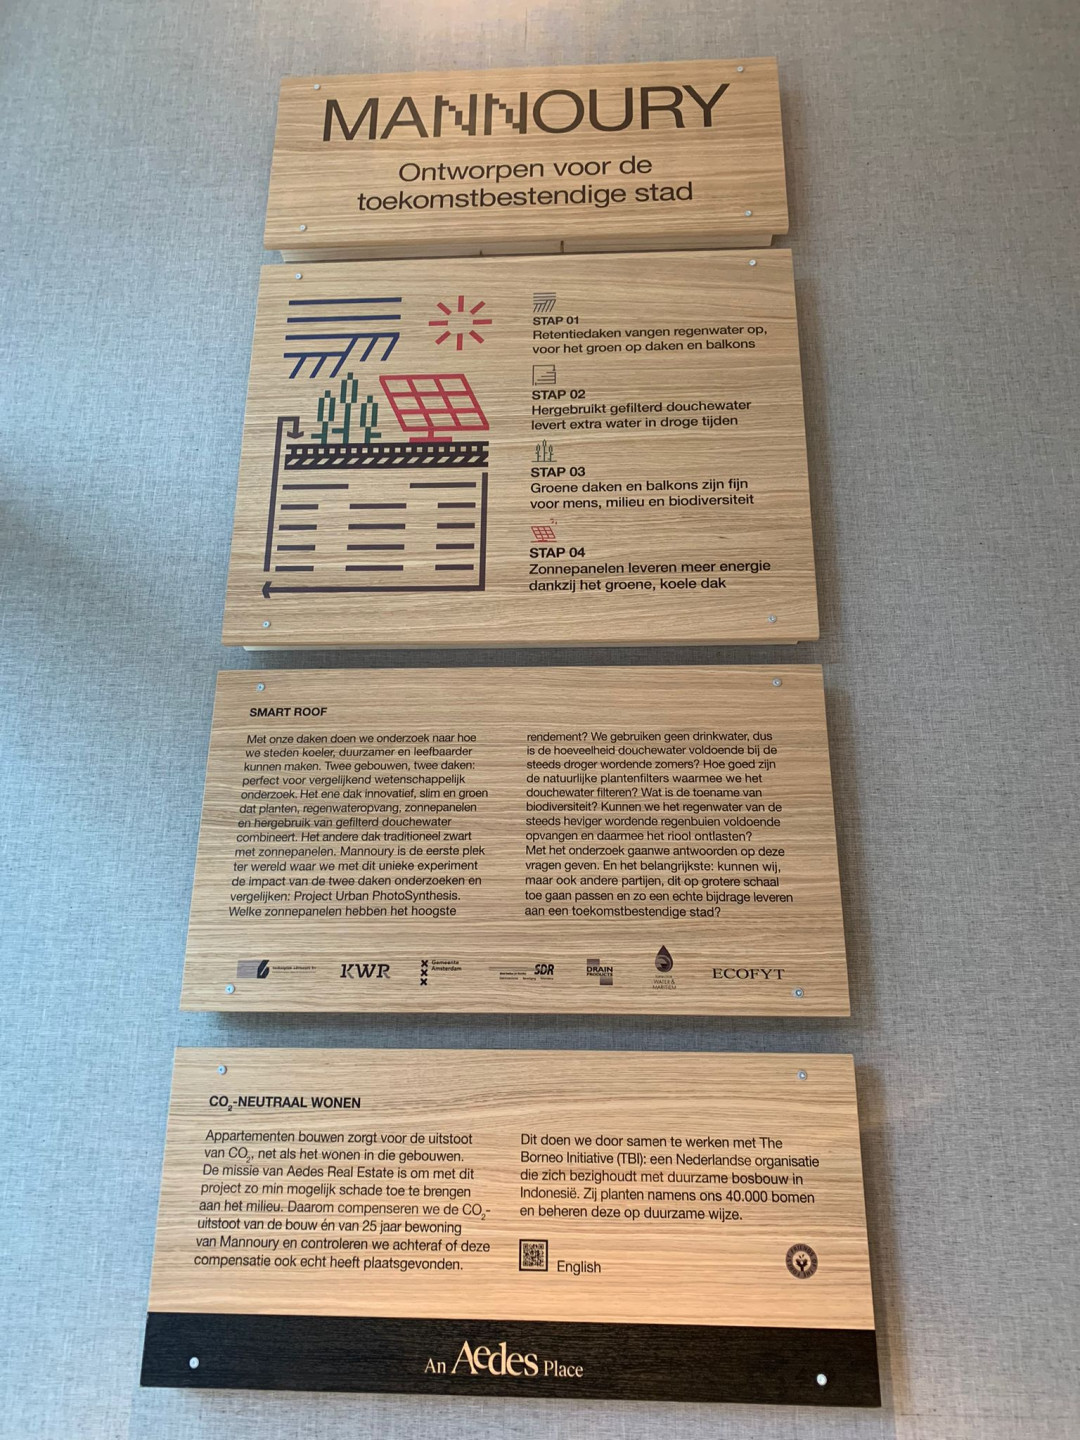 MANNOURY
Ontworpen voor de
toekomstbestendige stad
STAP 01
Retentiedaken vangen regenwater op,
voor het groen op daken en balkons
STAP 02
Hergebruikt gefilterd douchewater
levert extra water in droge tijden
STAP 03
Groene daken en balkons zijn fijn
voor mens, milieu en biodiversiteit
STAP 04
Zonnepanelen leveren meer energie
dankzij het groene, koele dak
SMART ROOF
Met onze daken doen we onderzoek naar hoe
we steden koeler, duurzamer en leefbaarder
kunnen maken. Twee gebouwen, twee daken:
perfect voor vergelijkend wetenschappelijk
onderzoek. Het ene dak innovatief, slim en groen
dat planten, regenwateropvang, zonnepanelen
en hergebruik van gefilterd douchewater
combineert. Het andere dak traditioneel zwart
met zonnepanelen. Mannoury is de eerste plek
ter wereld waar we met dit unieke experiment
de impact van de twee daken onderzoeken en
vergelijken: Project Urban PhotoSynthesis.
Welke zonnepanelen hebben het hoogste
rendement? We gebruiken geen drinkwater, dus
is de hoeveelheid douchewater voldoende bij de
steeds droger wordende zomers? Hoe goed zijn
de natuurlijke plantenfilters waarmee we het
douchewater filteren? Wat is de toename van
biodiversiteit? Kunnen we het regenwater van de
steeds heviger wordende regenbuien voldoende
opvangen en daarmee het riool ontlasten?
Met het onderzoek gaanwe antwoorden op deze
vragen geven. En het belangrijkste: kunnen wij,
maar ook andere partijen, dit op grotere schaal
toe gaan passen en zo een echte bijdrage leveren
aan een toekomstbestendige stad?
KWR
Gemeente
Amsterdam
SDR
DRAIN
PRODUCTS
WATER &
MARITIEM
ECOFYT
CO₂-NEUTRAAL WONEN
Appartementen bouwen zorgt voor de uitstoot
van CO₂, net als het wonen in die gebouwen.
De missie van Aedes Real Estate is om met dit
project zo min mogelijk schade toe te brengen
aan het milieu. Daarom compenseren we de CO₂-
uitstoot van de bouw én van 25 jaar bewoning
van Mannoury en controleren we achteraf of deze
compensatie ook echt heeft plaatsgevonden.
Dit doen we door samen te werken met The
Borneo Initiative (TBI): een Nederlandse organisatie
die zich bezighoudt met duurzame bosbouw in
Indonesië. Zij planten namens ons 40.000 bomen
en beheren deze op duurzame wijze.
English
An Aedes Place